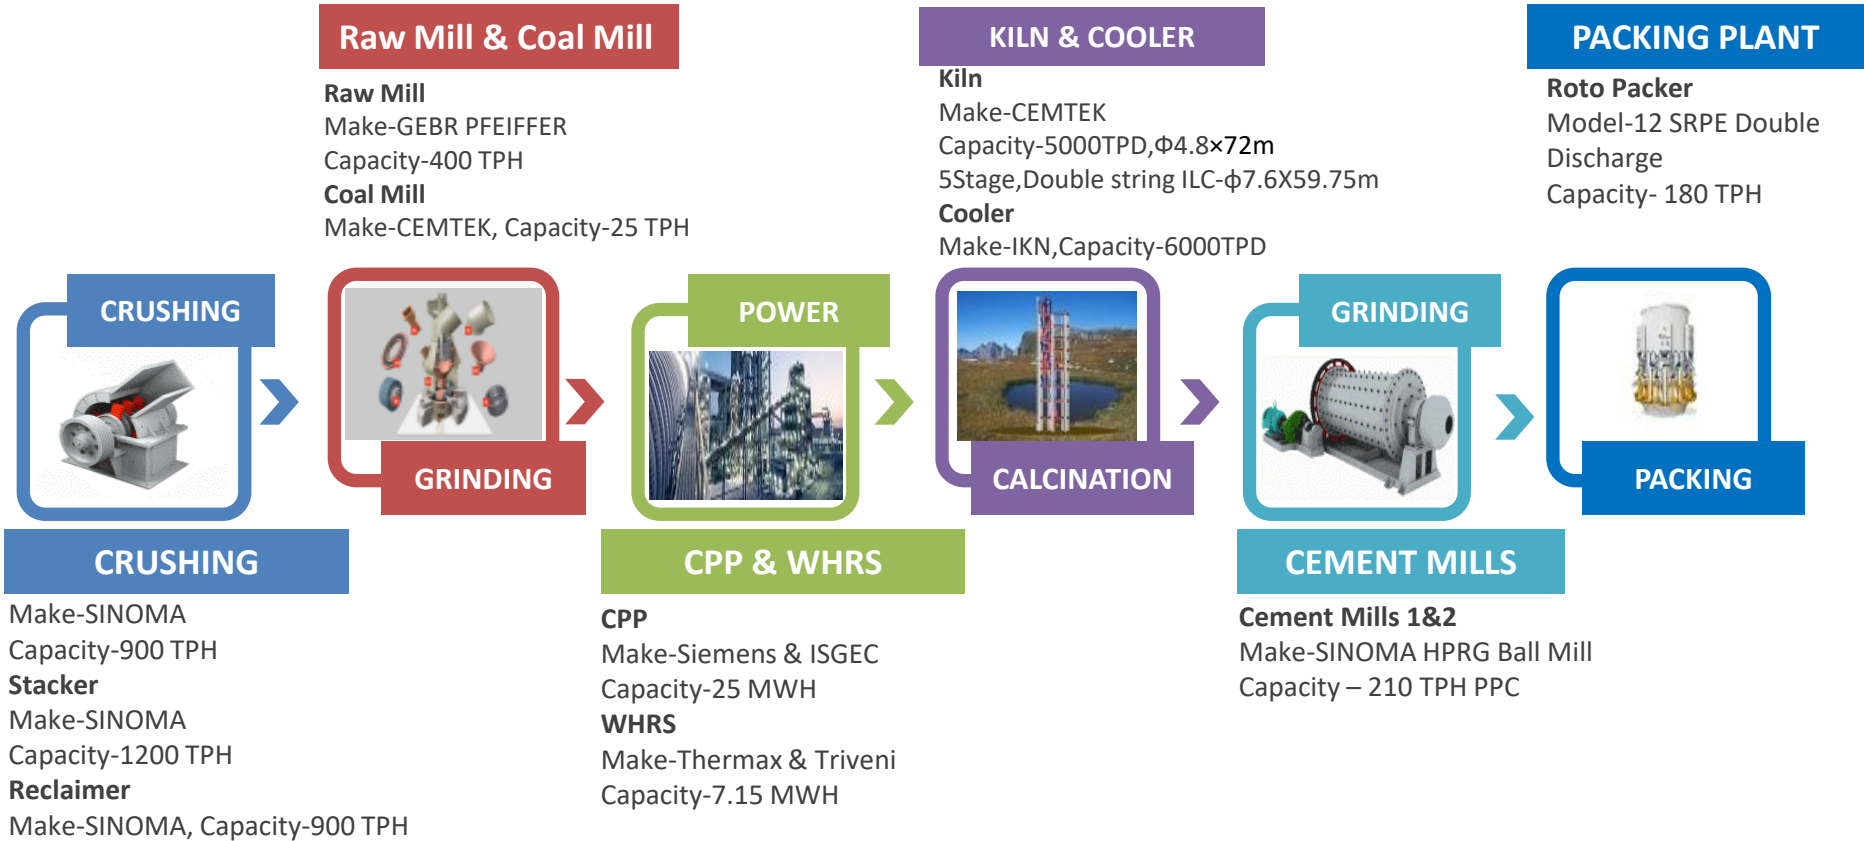 Raw Mill & Coal Mill
Raw Mill
Make-GEBR PFEIFFER
Capacity-400 TPH
Coal Mill
Make-CEMTEK, Capacity-25 TPH
KILN & COOLER
Kiln
Make-CEMTEK
Capacity-5000TPD,Φ4.8×72m
5Stage,Double string ILC-φ7.6X59.75m
Cooler
Make-IKN,Capacity-6000TPD
PACKING PLANT
Roto Packer
Model-12 SRPE Double
Discharge
Capacity- 180 TPH
CRUSHING
GRINDING
POWER
CALCINATION
GRINDING
PACKING
CRUSHING
Make-SINOMA
Capacity-900 TPH
Stacker
Make-SINOMA
Capacity-1200 TPH
Reclaimer
Make-SINOMA, Capacity-900 TPH
CPP & WHRS
CPP
Make-Siemens & ISGEC
Capacity-25 MWH
WHRS
Make-Thermax & Triveni
Capacity-7.15 MWH
CEMENT MILLS
Cement Mills 1&2
Make-SINOMA HPRG Ball Mill
Capacity – 210 TPH PPC